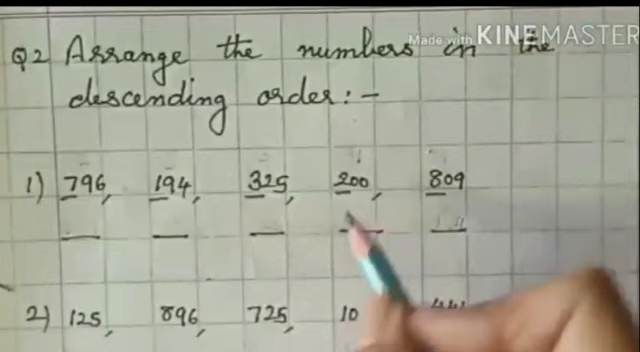 Made with KINEMASTER
Q2 Arrange the numbers in the
descending order:-
1) 796, 194, 325, 200, 809
2) 125, 896, 725, 10